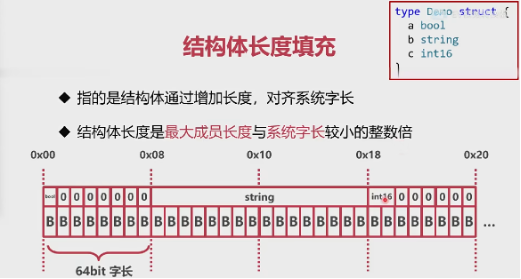 type Demo struct {
a bool
b string
c int16
}
结构体长度填充
◆ 指的是结构体通过增加长度，对齐系统字长
◆ 结构体长度是最大成员长度与系统字长较小的整数倍
0x00 0x08 0x10 0x18 0x20
bool 0 0 0 0 0 0 0 string int16 0 0 0 0 0 0
B B B B B B B B B B B B B B B B B B B B B B B B B B B B B B B B ...
64bit 字长